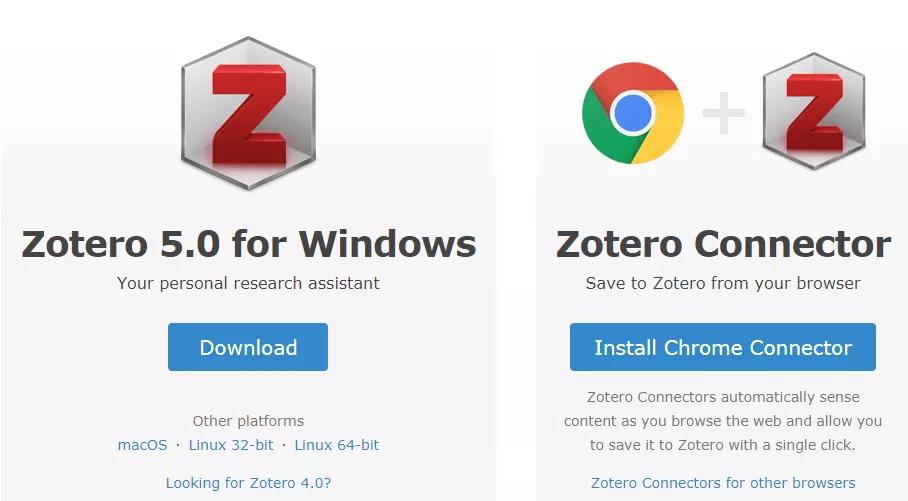 Z
Z
Zotero 5.0 for Windows
Your personal research assistant
Download
Other platforms
macOS · Linux 32-bit · Linux 64-bit
Looking for Zotero 4.0?
Zotero Connector
Save to Zotero from your browser
Install Chrome Connector
Zotero Connectors automatically sense
content as you browse the web and allow you
to save it to Zotero with a single click.
Zotero Connectors for other browsers